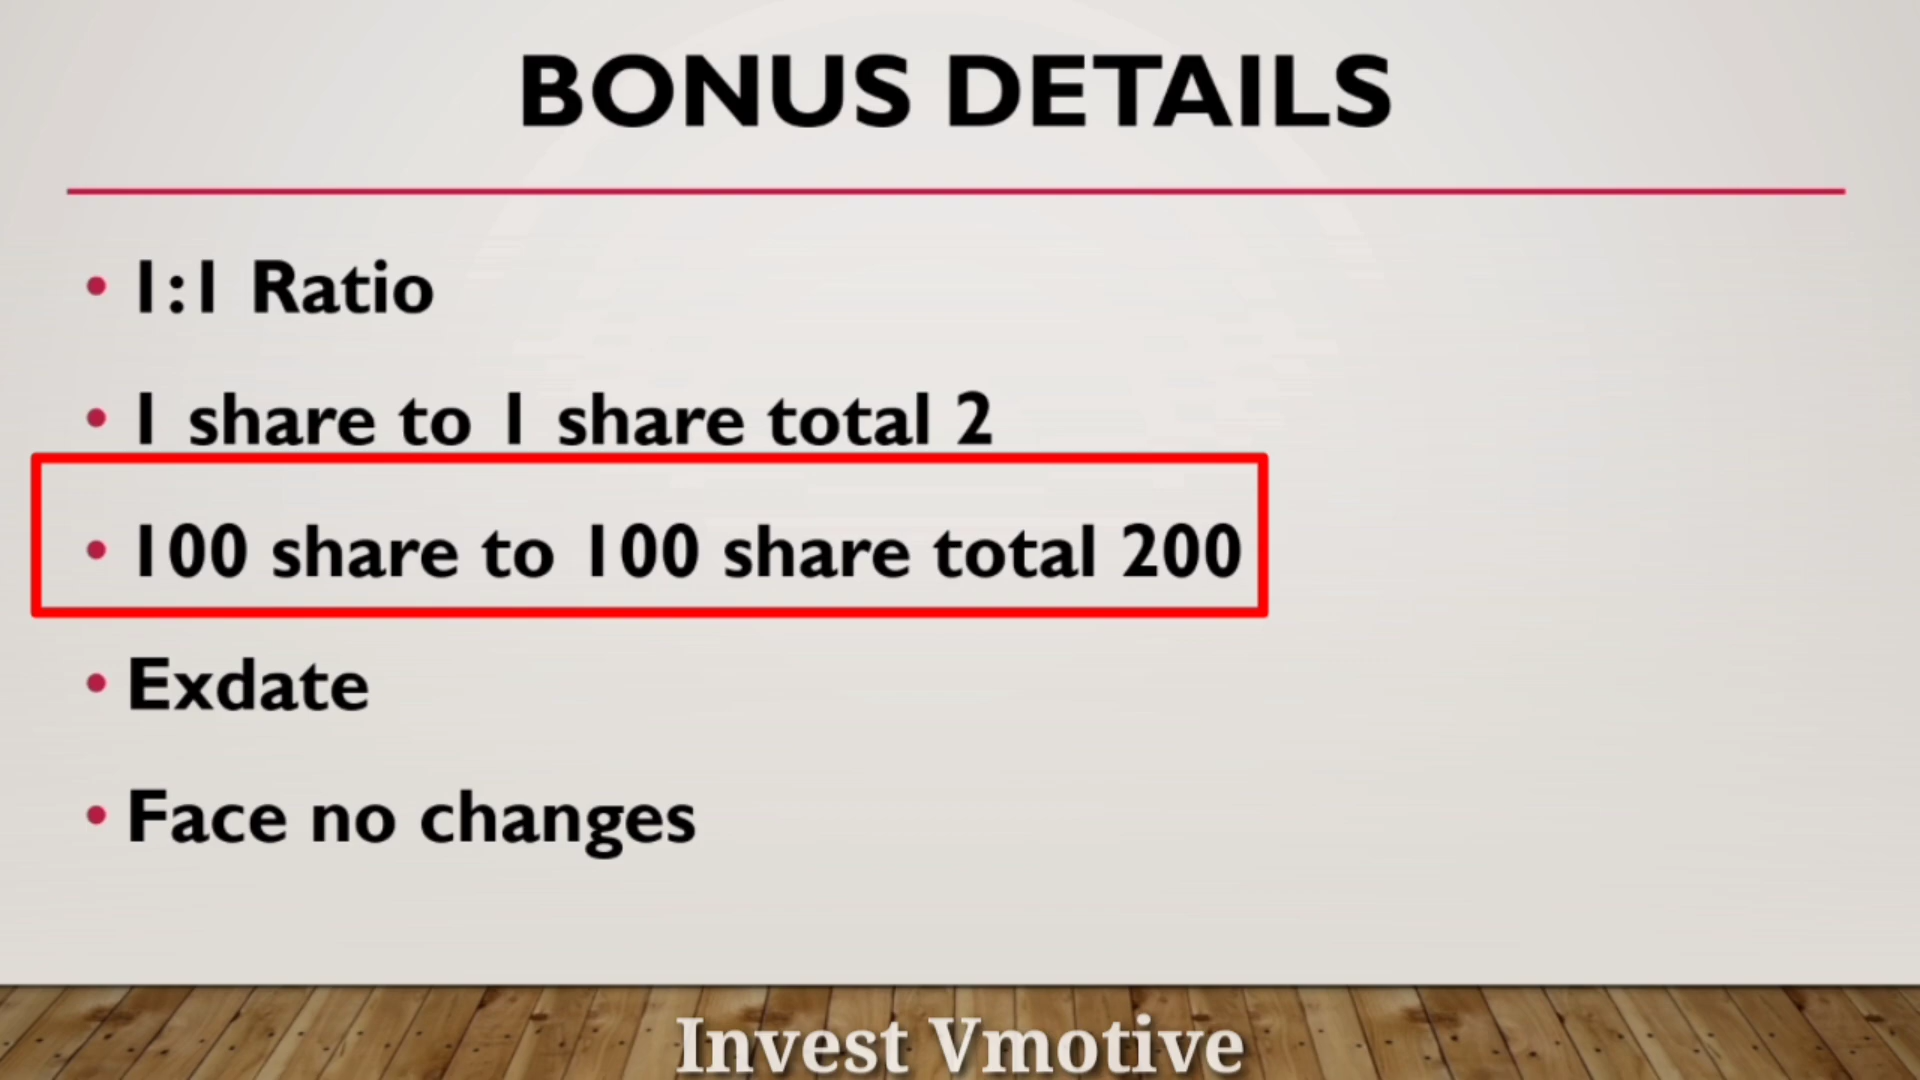 BONUS DETAILS
• 1:1 Ratio
• 1 share to 1 share total 2
• 100 share to 100 share total 200
• Exdate
• Face no changes
Invest Vmotive